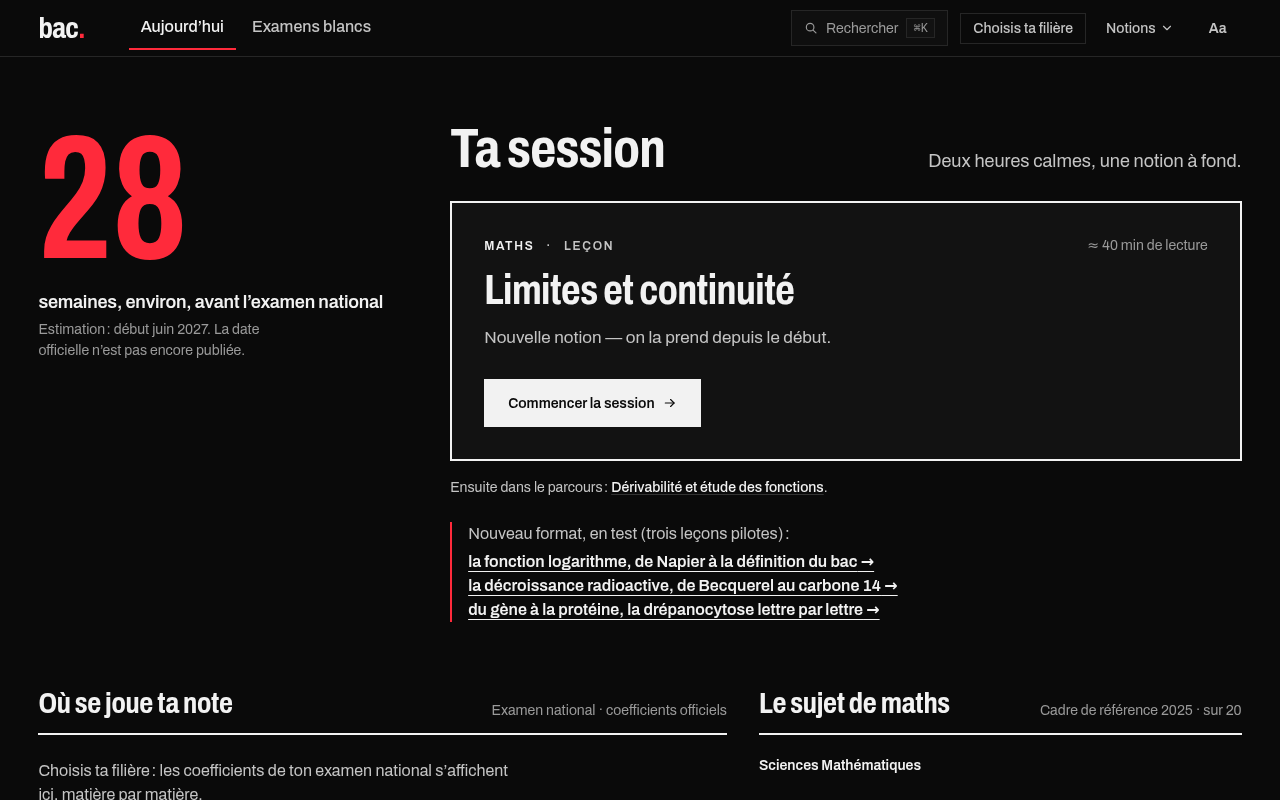 bac.
Aujourd’hui
Examens blancs
Rechercher ⌘K
Choisis ta filière
Notions
Aa
28
semaines, environ, avant l’examen national
Estimation : début juin 2027. La date
officielle n’est pas encore publiée.
Ta session
Deux heures calmes, une notion à fond.
MATHS · LEÇON
≈ 40 min de lecture
Limites et continuité
Nouvelle notion — on la prend depuis le début.
Commencer la session →
Ensuite dans le parcours : Dérivabilité et étude des fonctions.
Nouveau format, en test (trois leçons pilotes) :
la fonction logarithme, de Napier à la définition du bac →
la décroissance radioactive, de Becquerel au carbone 14 →
du gène à la protéine, la drépanocytose lettre par lettre →
Où se joue ta note
Examen national · coefficients officiels
Choisis ta filière : les coefficients de ton examen national s’affichent
ici, matière par matière.
Le sujet de maths
Cadre de référence 2025 · sur 20
Sciences Mathématiques